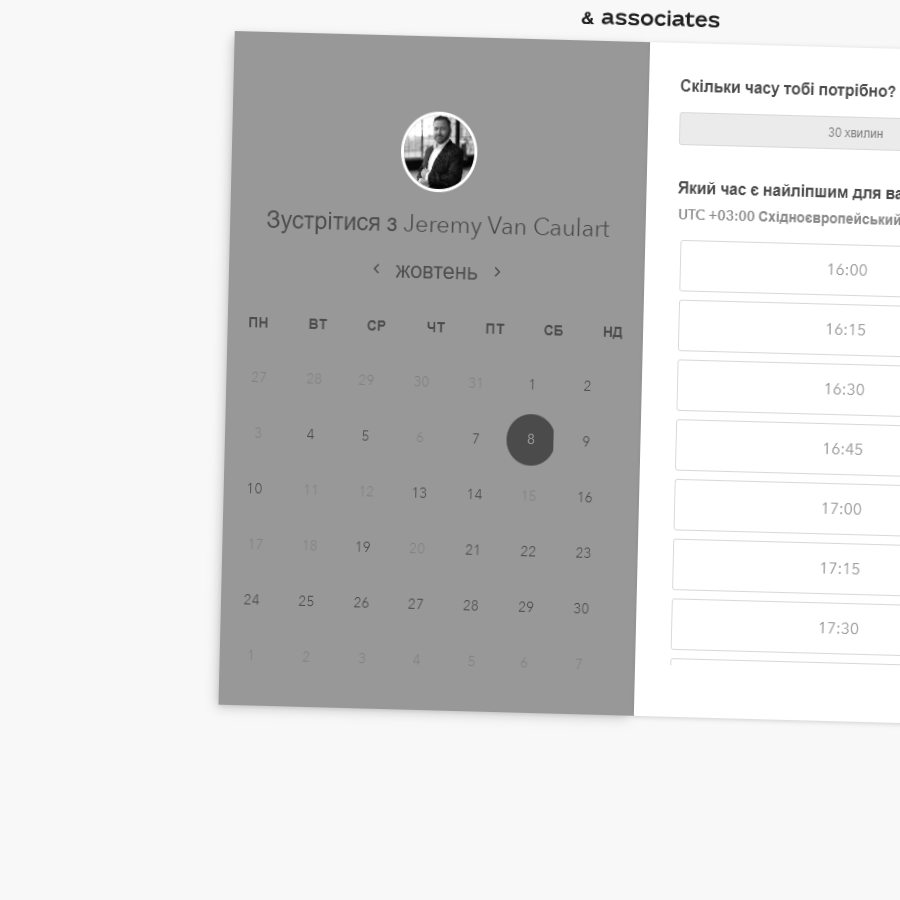 & associates
Зустрітися з Jeremy Van Caulart
‹ жовтень ›
ПН ВТ СР ЧТ ПТ СБ НД
27 28 29 30 31 1 2
3 4 5 6 7 8 9
10 11 12 13 14 15 16
17 18 19 20 21 22 23
24 25 26 27 28 29 30
1 2 3 4 5 6 7
Скільки часу тобі потрібно?
30 хвилин
Який час є найліпшим для ва
UTC +03:00 Східноєвропейський
16:00
16:15
16:30
16:45
17:00
17:15
17:30